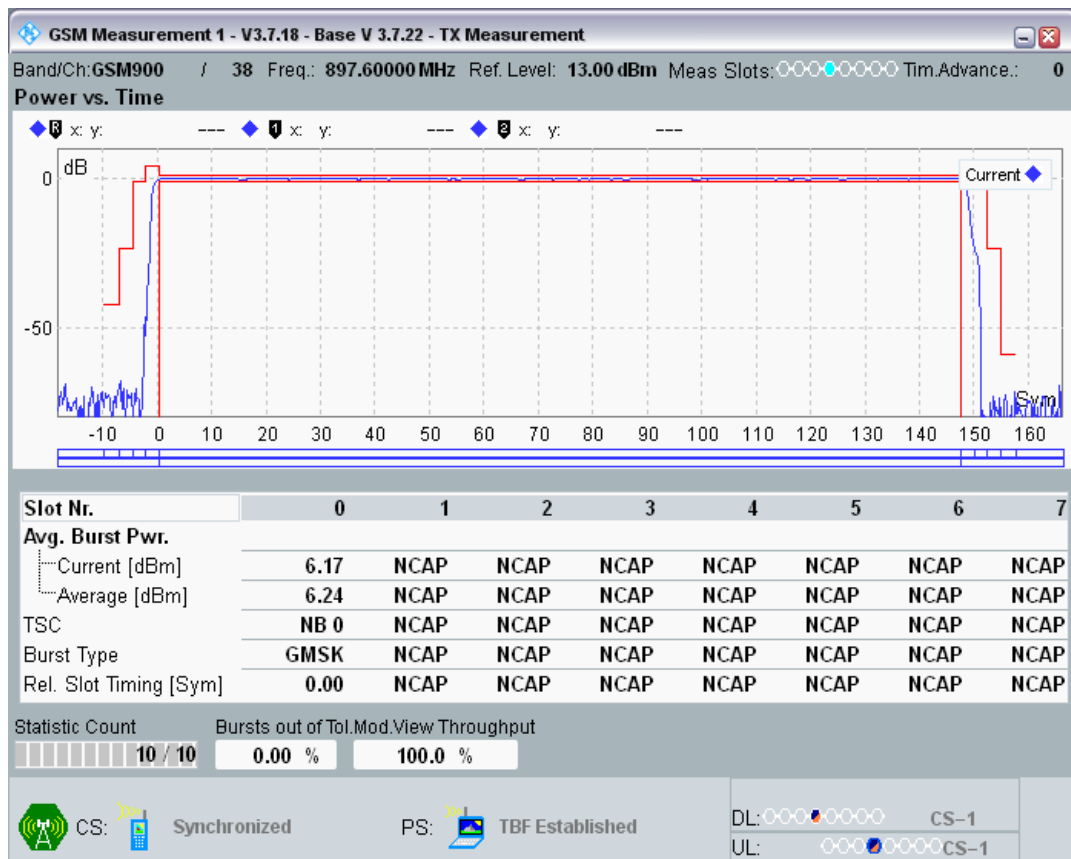 GSM Measurement 1 - V3.7.18 - Base V 3.7.22 - TX Measurement
Band/Ch:GSM900 / 38 Freq.: 897.60000 MHz Ref. Level: 13.00 dBm Meas Slots: Tim.Advance.: 0
Power vs. Time
R x: y: --- 1 x: y: --- 2 x: y: ---
dB
0
Current
-50
Sym
-10 0 10 20 30 40 50 60 70 80 90 100 110 120 130 140 150 160
Slot Nr. 0 1 2 3 4 5 6 7
Avg. Burst Pwr.
Current [dBm] 6.17 NCAP NCAP NCAP NCAP NCAP NCAP NCAP
Average [dBm] 6.24 NCAP NCAP NCAP NCAP NCAP NCAP NCAP
TSC NB 0 NCAP NCAP NCAP NCAP NCAP NCAP NCAP
Burst Type GMSK NCAP NCAP NCAP NCAP NCAP NCAP NCAP
Rel. Slot Timing [Sym] 0.00 NCAP NCAP NCAP NCAP NCAP NCAP NCAP
Statistic Count Bursts out of Tol.Mod.View Throughput
10 / 10 0.00 % 100.0 %
CS: Synchronized PS: TBF Established DL: CS-1
UL: CS-1